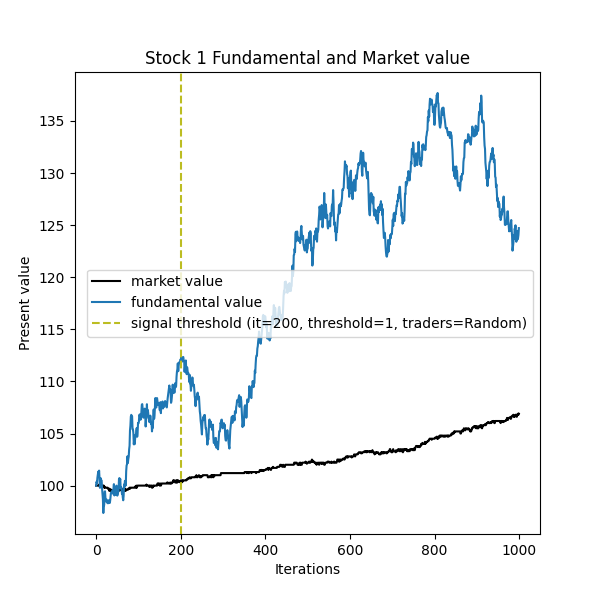 Stock 1 Fundamental and Market value
Present value
135
130
125
120
115
110
105
100
market value
fundamental value
signal threshold (it=200, threshold=1, traders=Random)
0 200 400 600 800 1000
Iterations